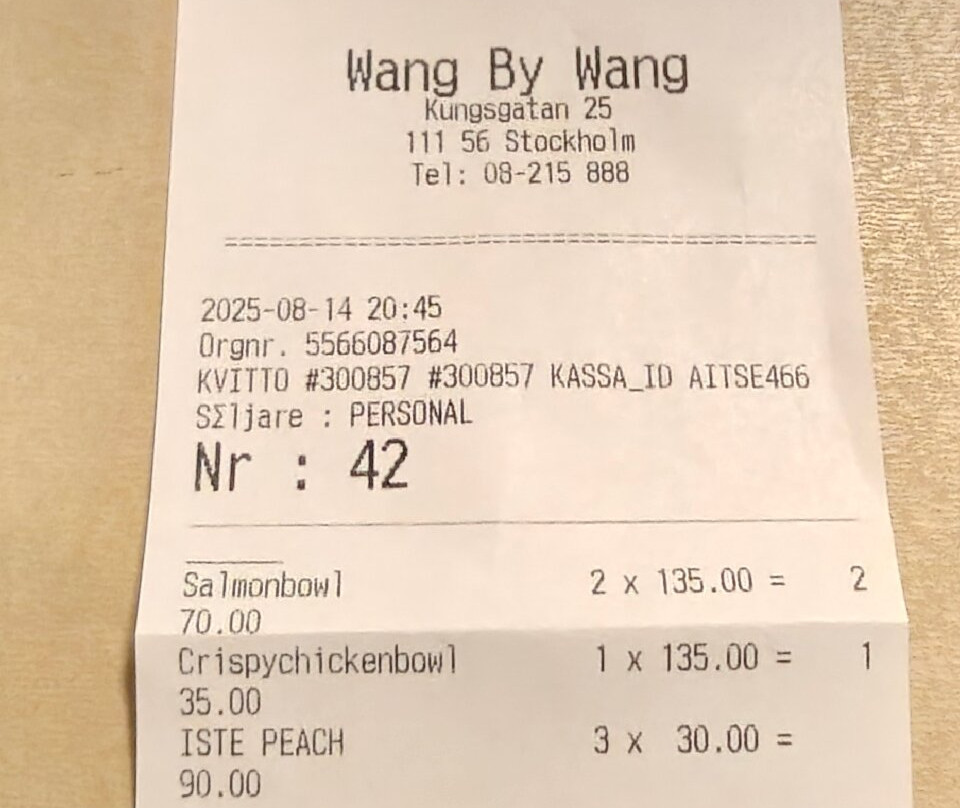 Wang By Wang
Kungsgatan 25
111 56 Stockholm
Tel: 08-215 888
==========================================================
2025-08-14 20:45
Orgnr. 5566087564
KVITTO #300857 #300857 KASSA_ID AITSE466
SΣljare : PERSONAL
Nr : 42
Salmonbowl 2 x 135.00 = 2
70.00
Crispychickenbowl 1 x 135.00 = 1
35.00
ISTE PEACH 3 x 30.00 =
90.00